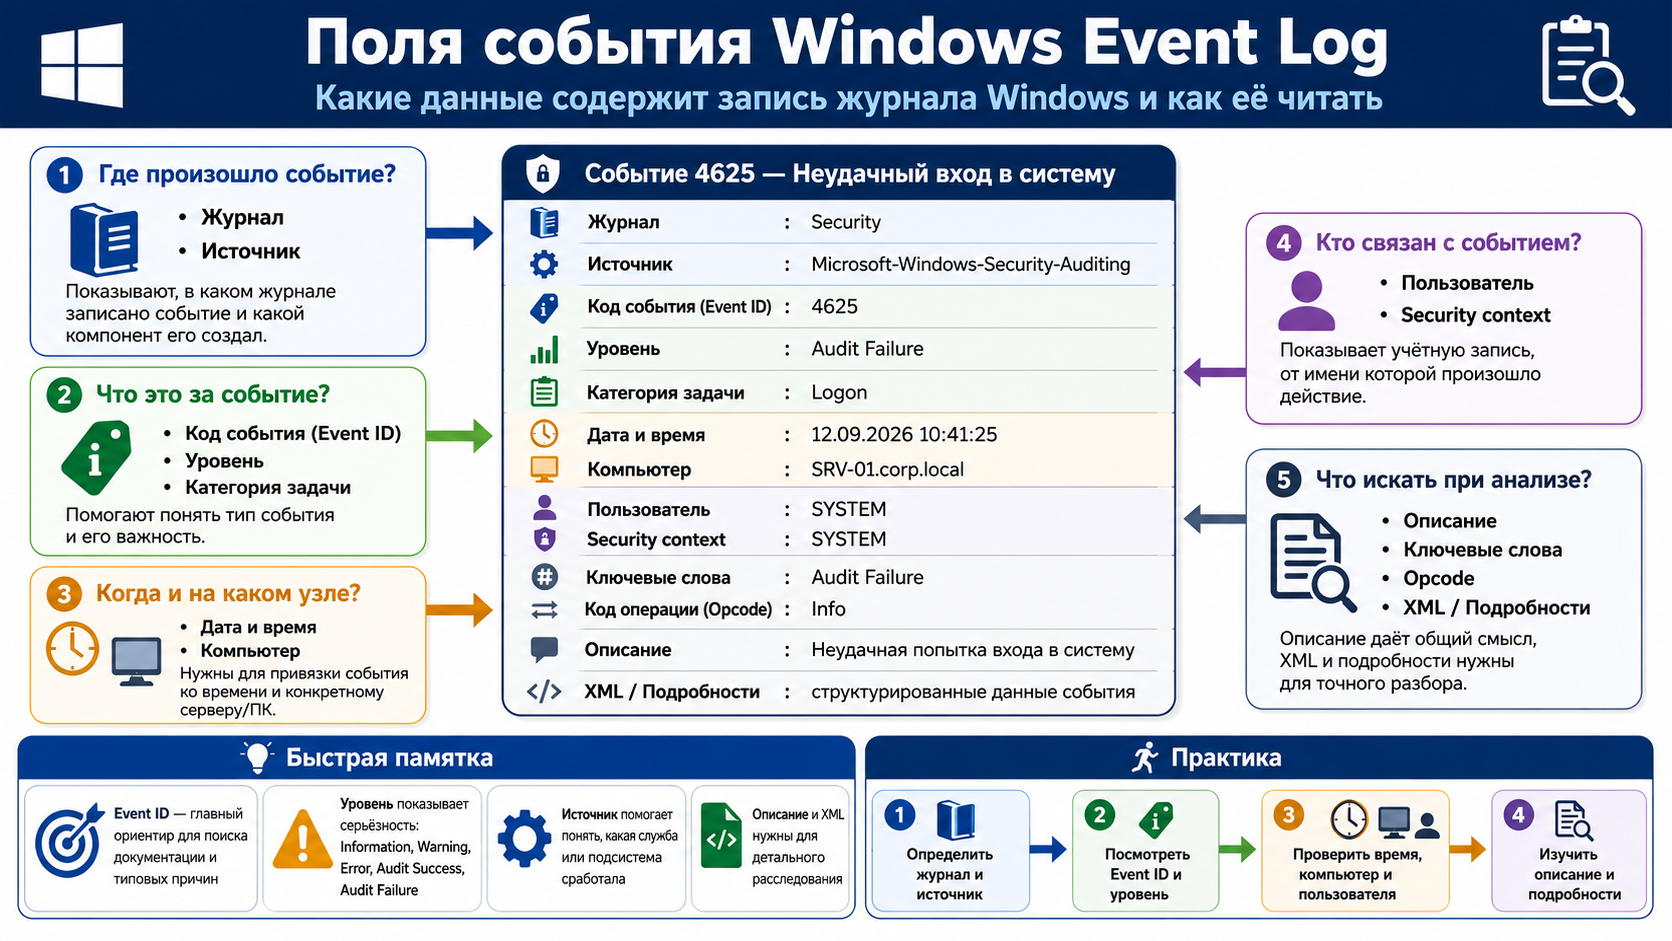 Поля события Windows Event Log
Какие данные содержит запись журнала Windows и как её читать
1 Где произошло событие?
• Журнал
• Источник
Показывают, в каком журнале
записано событие и какой
компонент его создал.
2 Что это за событие?
• Код события (Event ID)
• Уровень
• Категория задачи
Помогают понять тип события
и его важность.
3 Когда и на каком узле?
• Дата и время
• Компьютер
Нужны для привязки события
ко времени и конкретному
серверу/ПК.
Событие 4625 — Неудачный вход в систему
Журнал : Security
Источник : Microsoft-Windows-Security-Auditing
Код события (Event ID) : 4625
Уровень : Audit Failure
Категория задачи : Logon
Дата и время : 12.09.2026 10:41:25
Компьютер : SRV-01.corp.local
Пользователь : SYSTEM
Security context : SYSTEM
# Ключевые слова : Audit Failure
Код операции (Opcode) : Info
Описание : Неудачная попытка входа в систему
</> XML / Подробности : структурированные данные события
4 Кто связан с событием?
• Пользователь
• Security context
Показывает учётную запись,
от имени которой произошло
действие.
5 Что искать при анализе?
• Описание
• Ключевые слова
• Opcode
• XML / Подробности
Описание даёт общий смысл,
XML и подробности нужны
для точного разбора.
Быстрая памятка
Event ID — главный
ориентир для поиска
документации и
типовых причин
Уровень показывает
серьёзность:
Information, Warning,
Error, Audit Success,
Audit Failure
Источник помогает
понять, какая служба
или подсистема
сработала
</>
Описание и XML
нужны для
детального
расследования
Практика
1
Определить
журнал и
источник
2
Посмотреть
Event ID и
уровень
3
Проверить время,
компьютер и
пользователя
4
Изучить
описание и
подробности